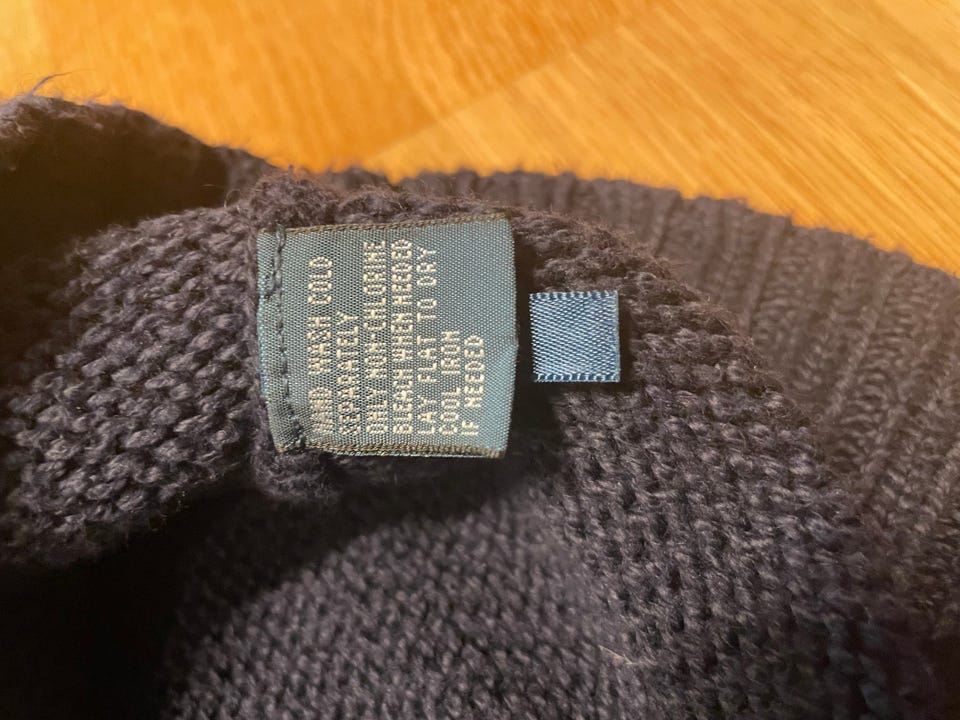 HAND WASH COLD
SEPARATELY
ONLY NON-CHLORINE
BLEACH WHEN NEEDED
LAY FLAT TO DRY
COOL IRON
IF NEEDED